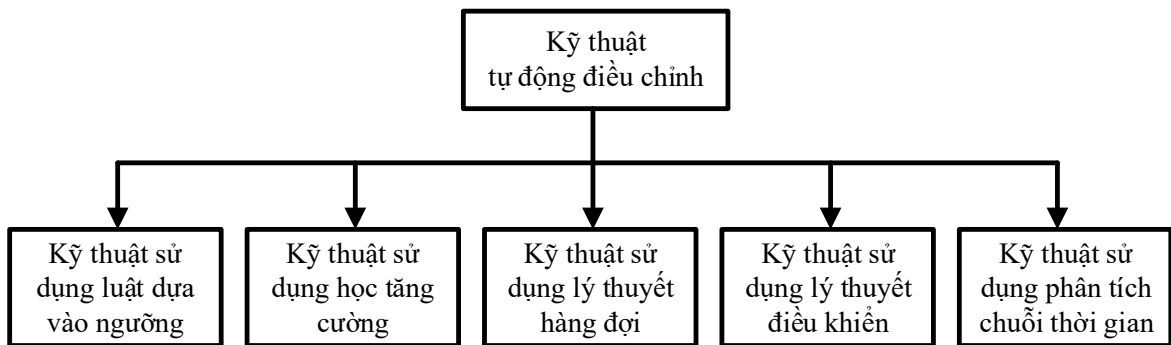 Kỹ thuật
tự động điều chỉnh
Kỹ thuật sử
dụng luật dựa
vào ngưỡng
Kỹ thuật sử
dụng học tăng
cường
Kỹ thuật sử
dụng lý thuyết
hàng đợi
Kỹ thuật sử
dụng lý thuyết
điều khiển
Kỹ thuật sử
dụng phân tích
chuỗi thời gian